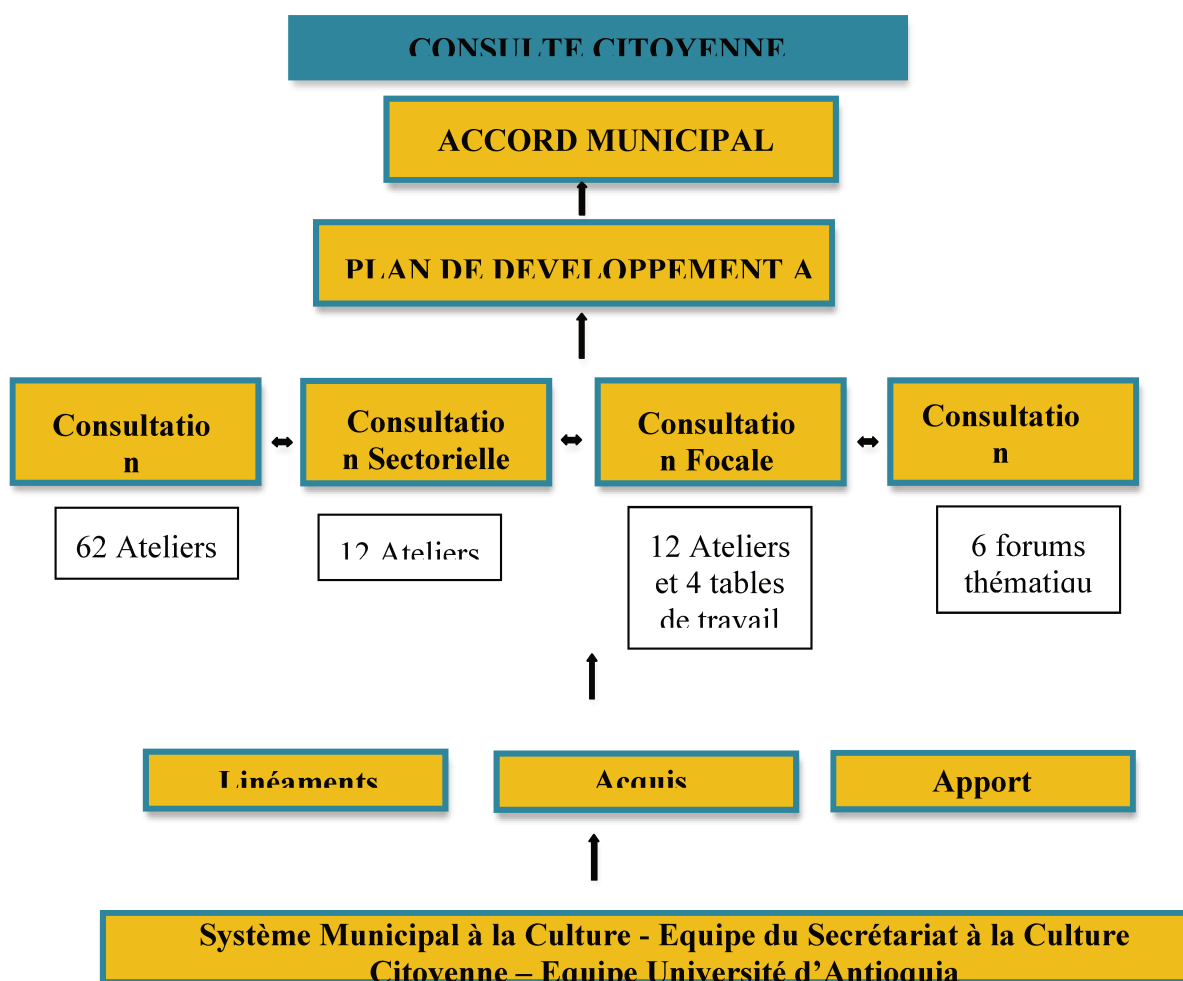 CONSULTE CITOYENNE
ACCORD MUNICIPAL
PLAN DE DEVELOPPEMENT A
Consultatio
n
Consultatio
n Sectorielle
Consultatio
n Focale
Consultatio
n
62 Ateliers
12 Ateliers
12 Ateliers
et 4 tables
de travail
6 forums
thématiqu
Linéaments
Acquis
Apport
Système Municipal à la Culture - Equipe du Secrétariat à la Culture
Citoyenne – Equipe Université d’Antioquia